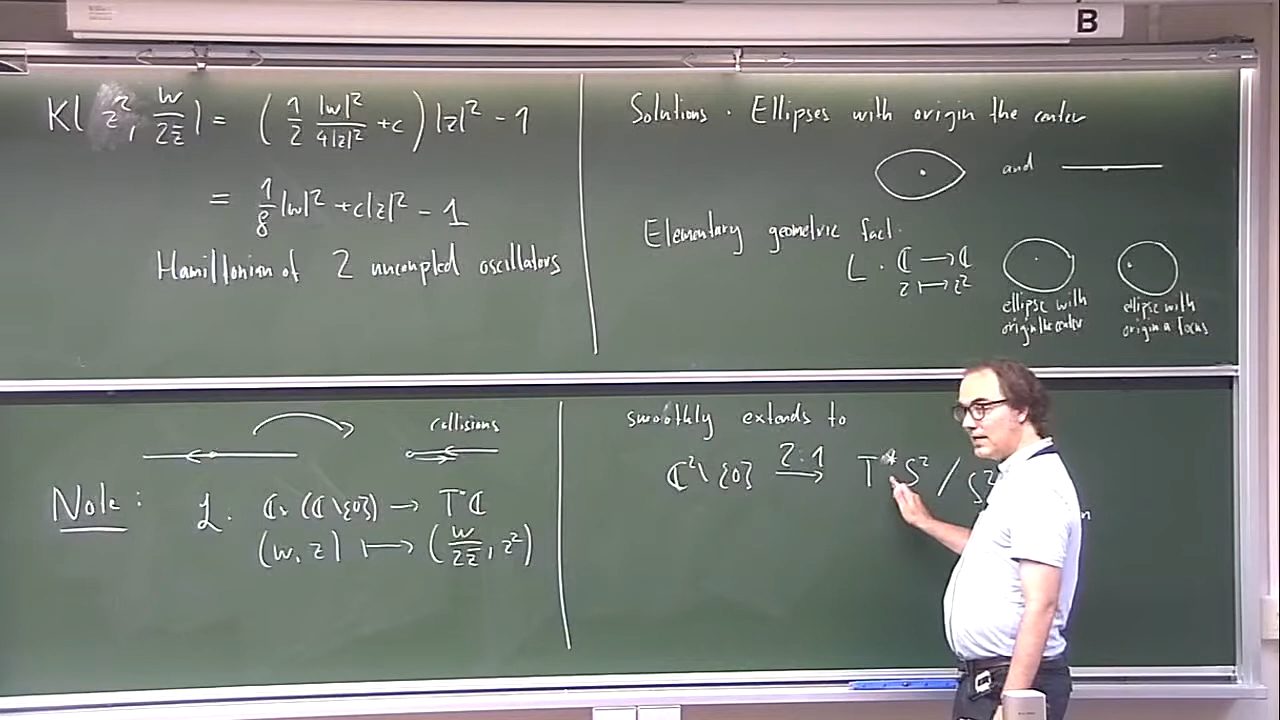 B
K( z², w/2z̄ ) = ( 1/2 |w|²/4|z|² + c ) |z|² - 1
= 1/8 |w|² + c|z|² - 1
Hamiltonian of 2 uncoupled oscillators
Solutions : Ellipses with origin the center
and
Elementary geometric fact :
L : ℂ → ℂ
z ↦ z²
ellipse with
origin the center
ellipse with
origin a focus
collisions
Note : ℒ : ℂ × (ℂ \ {0}) → T*ℂ
(w, z) ↦ ( w/2z̄ , z² )
smoothly extends to
ℂ² \ {0} 2:1 → T*S² / S²